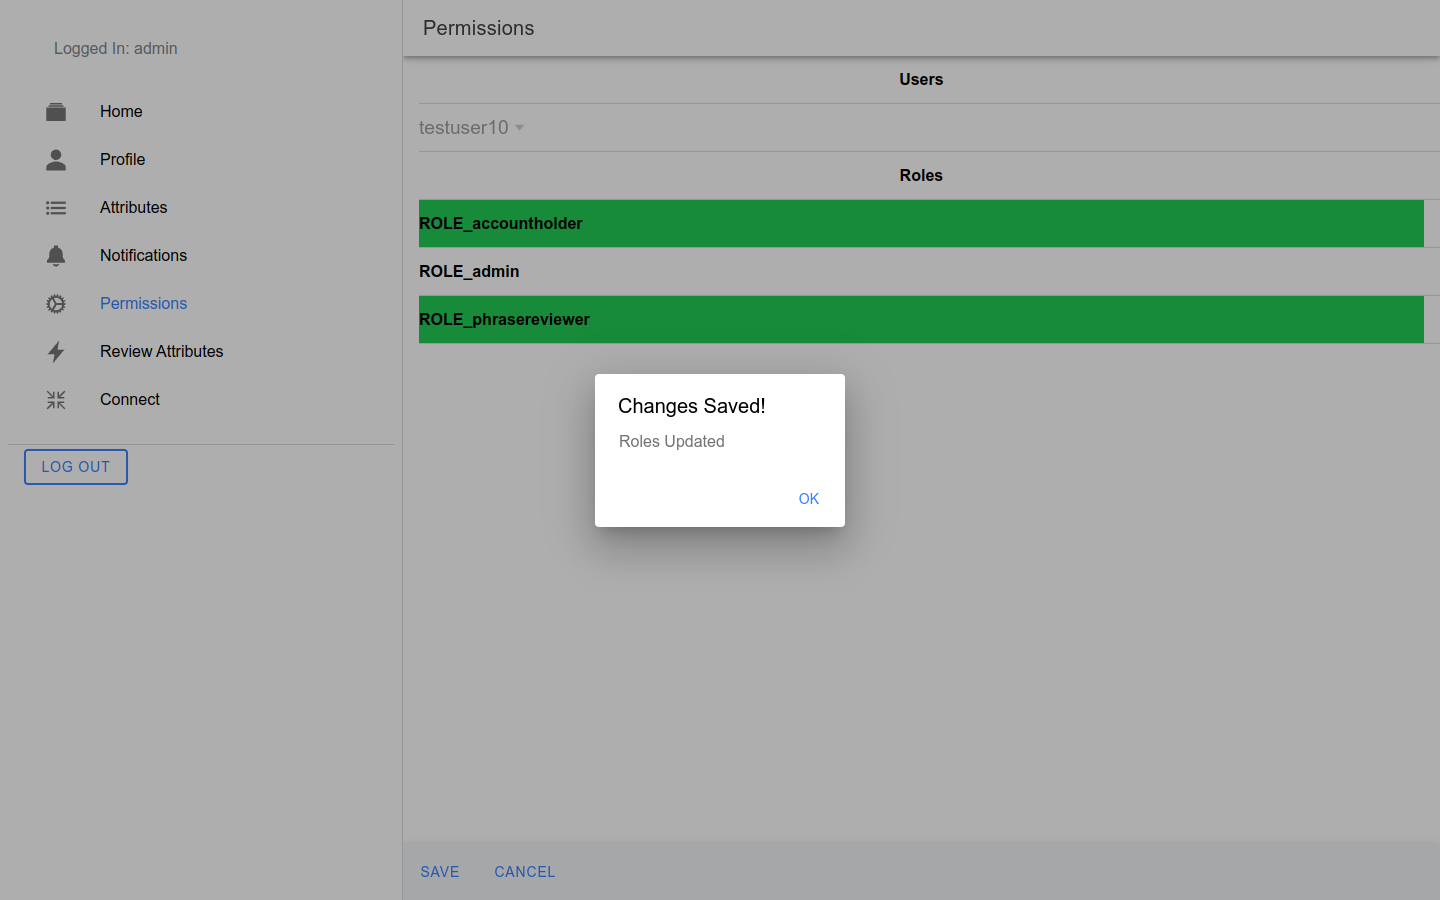 Logged In: admin
Home
Profile
Attributes
Notifications
Permissions
Review Attributes
Connect
LOG OUT
Permissions
Users
testuser10
Roles
ROLE_accountholder
ROLE_admin
ROLE_phrasereviewer
Changes Saved!
Roles Updated
OK
SAVE CANCEL